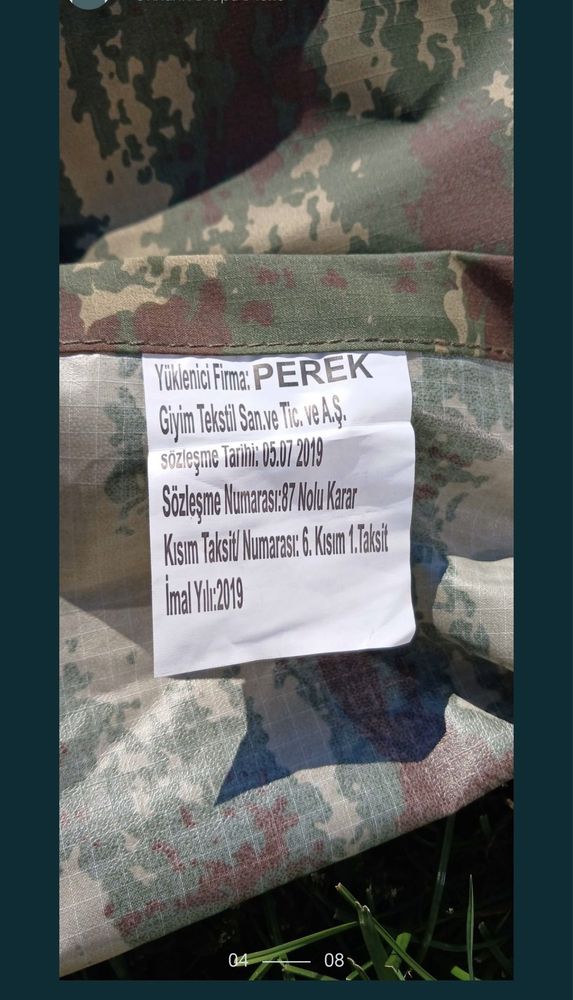 Yüklenici Firma: PEREK
Giyim Tekstil San.ve Tic. ve A.Ş.
sözleşme Tarihi: 05.07 2019
Sözleşme Numarası:87 Nolu Karar
Kısım Taksit/ Numarası: 6. Kısım 1.Taksit
İmal Yılı:2019
04 08